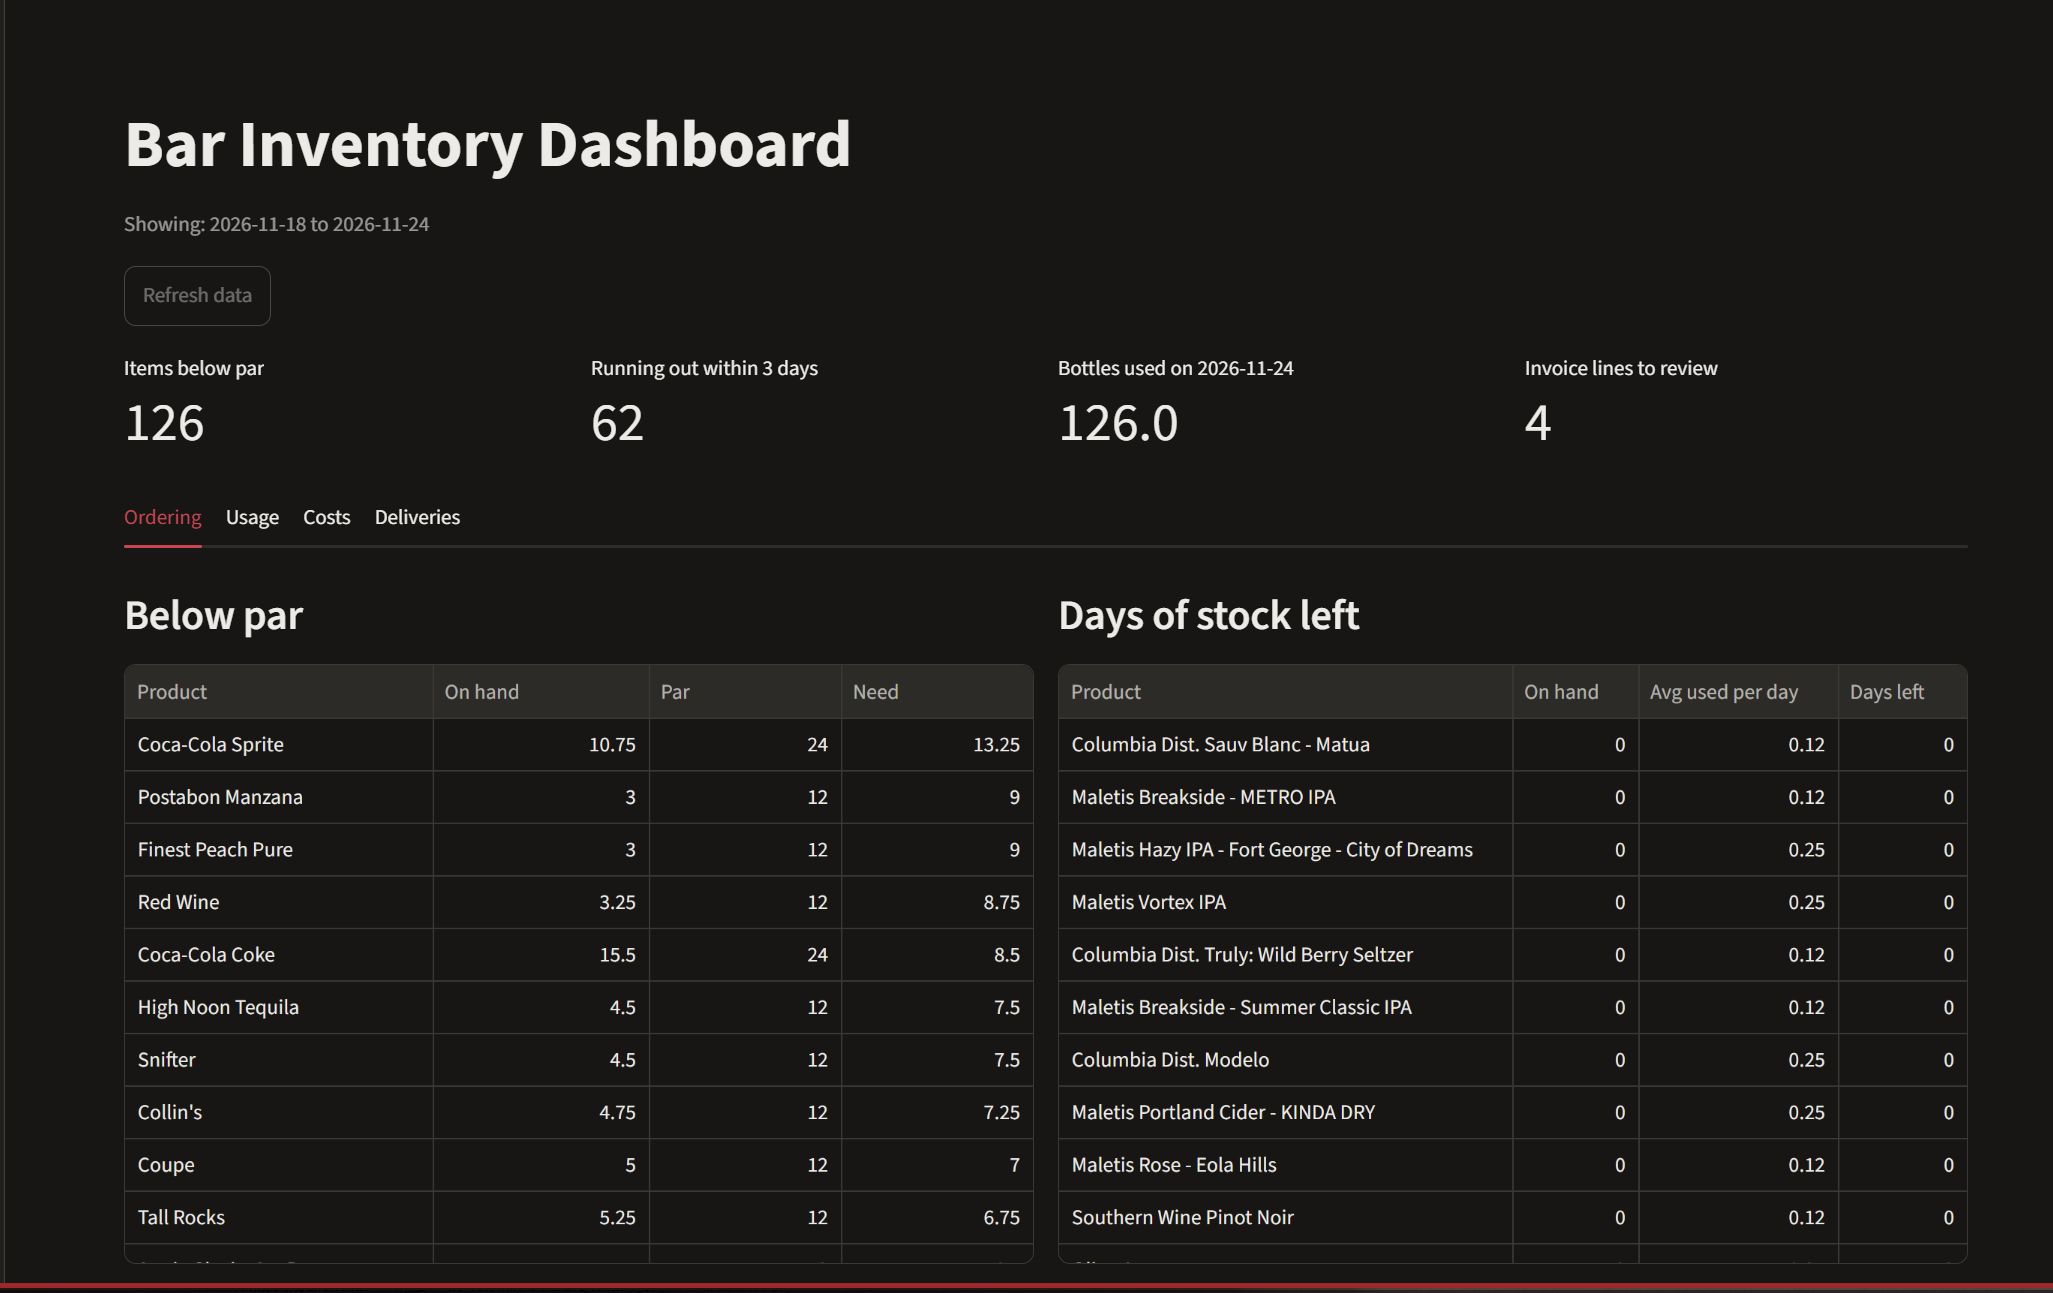 Bar Inventory Dashboard
Showing: 2026-11-18 to 2026-11-24
Refresh data
Items below par
126
Running out within 3 days
62
Bottles used on 2026-11-24
126.0
Invoice lines to review
4
Ordering Usage Costs Deliveries
Below par
Product On hand Par Need
Coca-Cola Sprite 10.75 24 13.25
Postabon Manzana 3 12 9
Finest Peach Pure 3 12 9
Red Wine 3.25 12 8.75
Coca-Cola Coke 15.5 24 8.5
High Noon Tequila 4.5 12 7.5
Snifter 4.5 12 7.5
Collin's 4.75 12 7.25
Coupe 5 12 7
Tall Rocks 5.25 12 6.75
Days of stock left
Product On hand Avg used per day Days left
Columbia Dist. Sauv Blanc - Matua 0 0.12 0
Maletis Breakside - METRO IPA 0 0.12 0
Maletis Hazy IPA - Fort George - City of Dreams 0 0.25 0
Maletis Vortex IPA 0 0.25 0
Columbia Dist. Truly: Wild Berry Seltzer 0 0.12 0
Maletis Breakside - Summer Classic IPA 0 0.12 0
Columbia Dist. Modelo 0 0.25 0
Maletis Portland Cider - KINDA DRY 0 0.25 0
Maletis Rose - Eola Hills 0 0.12 0
Southern Wine Pinot Noir 0 0.12 0